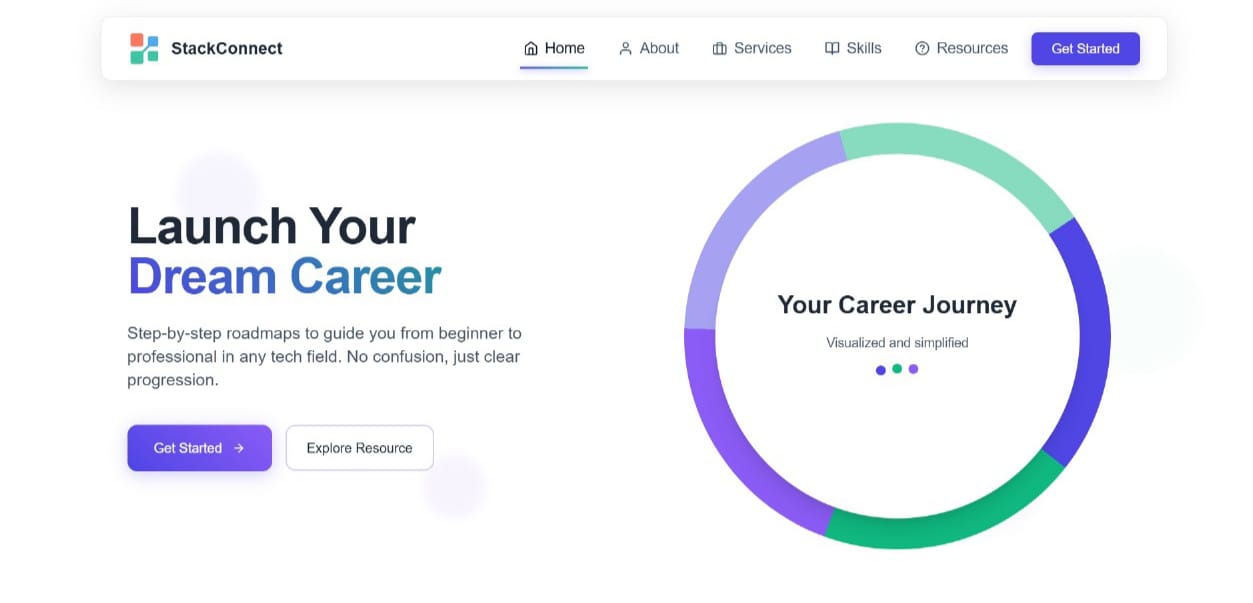 StackConnect
Home
About
Services
Skills
Resources
Get Started
Launch Your
Dream Career
Step-by-step roadmaps to guide you from beginner to
professional in any tech field. No confusion, just clear
progression.
Get Started
Explore Resource
Your Career Journey
Visualized and simplified